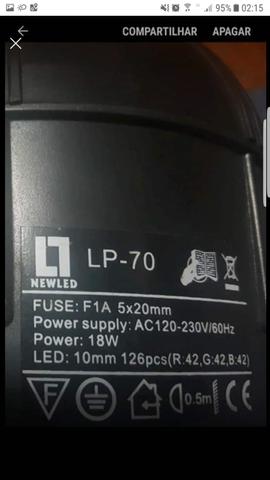 95% 02:15
COMPARTILHAR APAGAR
LP-70
NEWLED
FUSE: F1A 5x20mm
Power supply: AC120-230V/60Hz
Power: 18W
LED: 10mm 126pcs(R:42,G:42,B:42)
F 0.5m CE